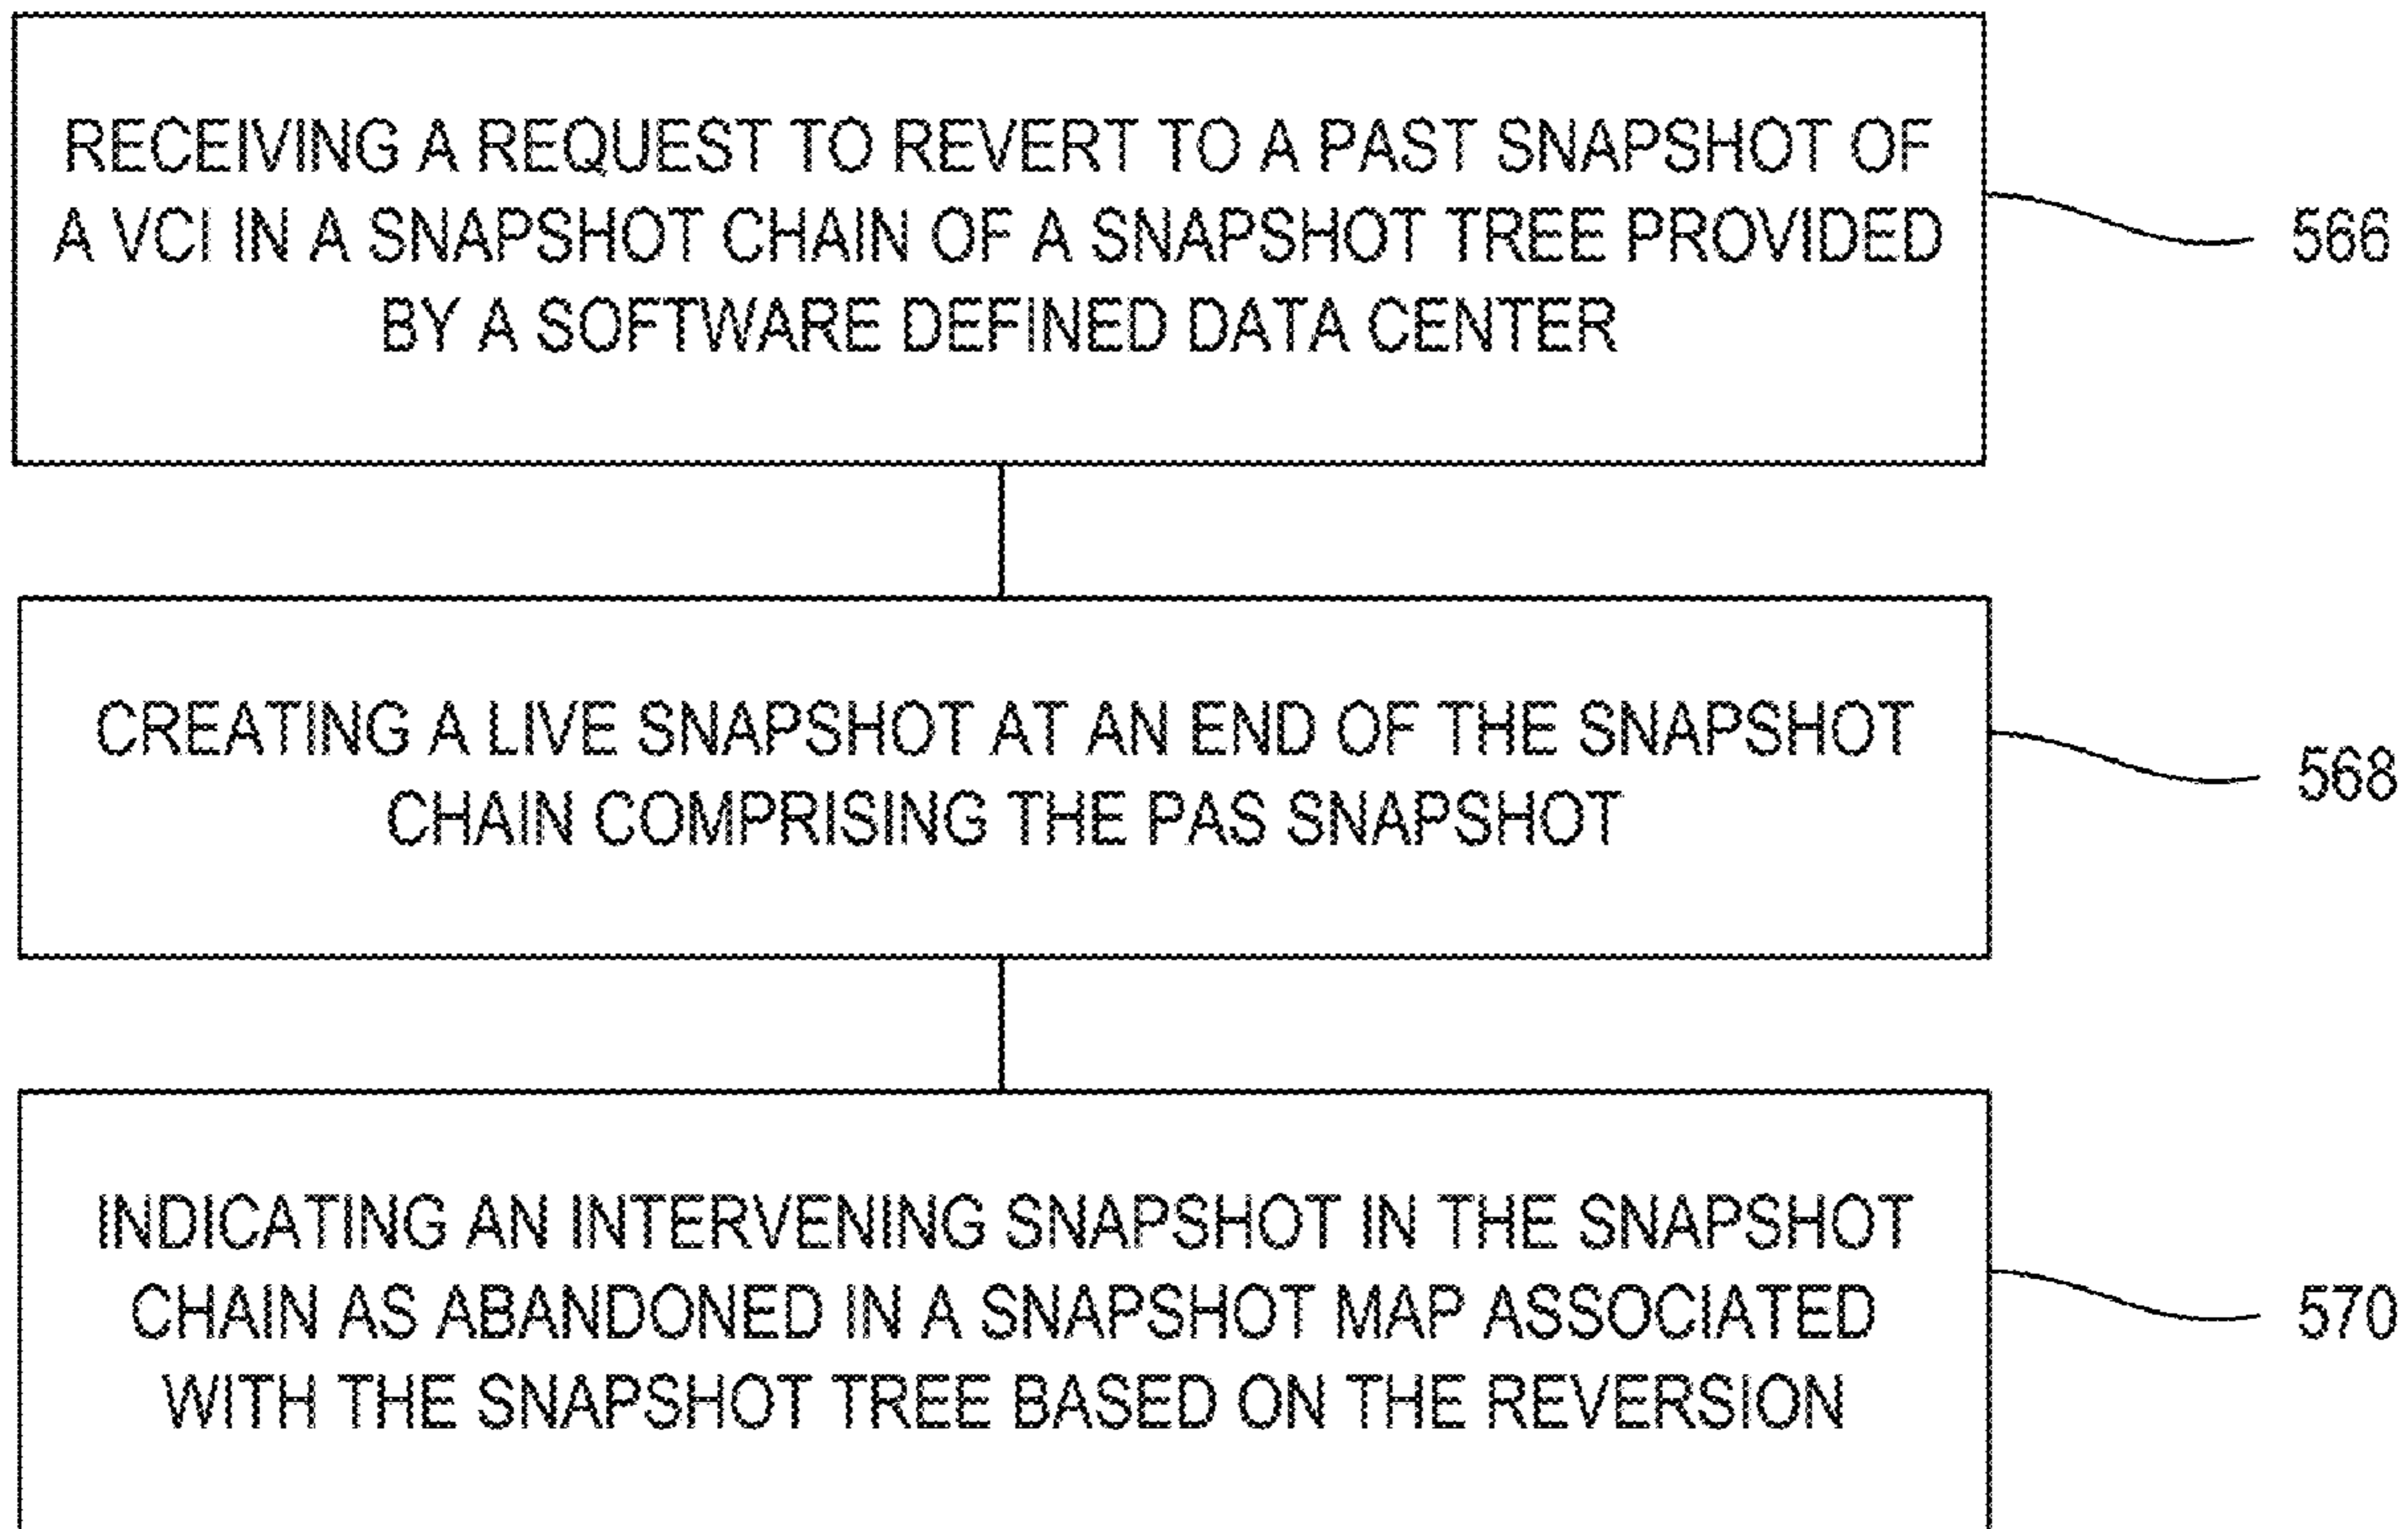 RECEIVING A REQUEST TO REVERT TO A PAST SNAPSHOT OF
A VCI IN A SNAPSHOT CHAIN OF A SNAPSHOT TREE PROVIDED
BY A SOFTWARE DEFINED DATA CENTER
566
CREATING A LIVE SNAPSHOT AT AN END OF THE SNAPSHOT
CHAIN COMPRISING THE PAS SNAPSHOT
568
INDICATING AN INTERVENING SNAPSHOT IN THE SNAPSHOT
CHAIN AS ABANDONED IN A SNAPSHOT MAP ASSOCIATED
WITH THE SNAPSHOT TREE BASED ON THE REVERSION
570